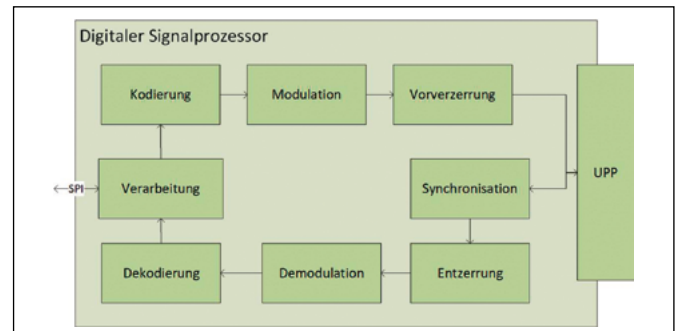 Digitaler Signalprozessor
Kodierung
Modulation
Vorverzerrung
UPP
SPI
Verarbeitung
Synchronisation
Dekodierung
Demodulation
Entzerrung